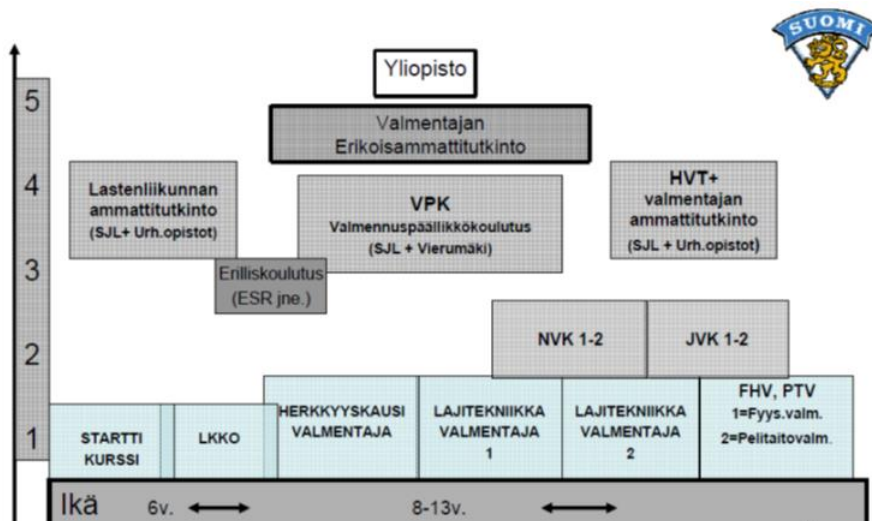 SUOMI
Yliopisto
5
Valmentajan
Erikoisammattitutkinto
4
Lastenliikunnan
ammattitutkinto
(SJL+ Urh.opistot)
VPK
Valmennuspäällikkökoulutus
(SJL + Vierumäki)
HVT+
valmentajan
ammattitutkinto
(SJL + Urh.opistot)
3
Erilliskoulutus
(ESR jne.)
2
NVK 1-2
JVK 1-2
1
STARTTI
KURSSI
LKKO
HERKKYYSKAUSI
VALMENTAJA
LAJITEKNIIKKA
VALMENTAJA
1
LAJITEKNIIKKA
VALMENTAJA
2
FHV, PTV
1=Fyys.valm.
2=Pelitaitovalm.
Ikä 6v. 8-13v.